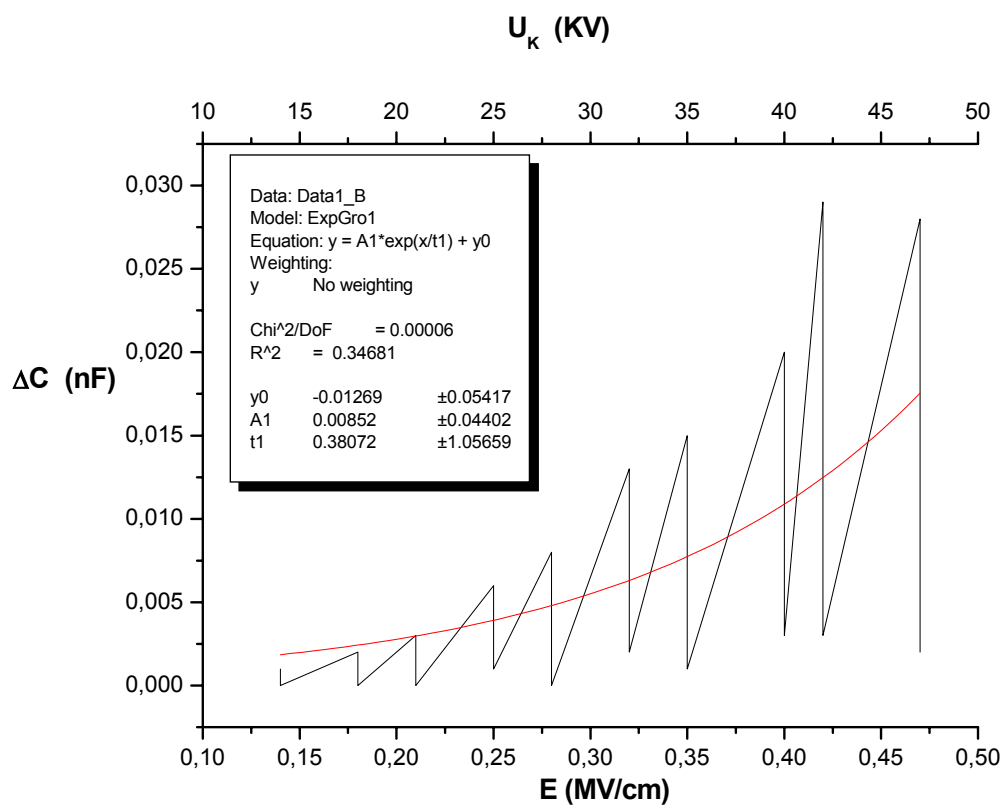 U_K (KV)
10 15 20 25 30 35 40 45 50
Data: Data1_B
Model: ExpGro1
Equation: y = A1*exp(x/t1) + y0
Weighting:
y No weighting
Chi^2/DoF = 0.00006
R^2 = 0.34681
y0 -0.01269 ±0.05417
A1 0.00852 ±0.04402
t1 0.38072 ±1.05659
0,030
0,025
0,020
0,015
0,010
0,005
0,000
ΔC (nF)
0,10 0,15 0,20 0,25 0,30 0,35 0,40 0,45 0,50
E (MV/cm)